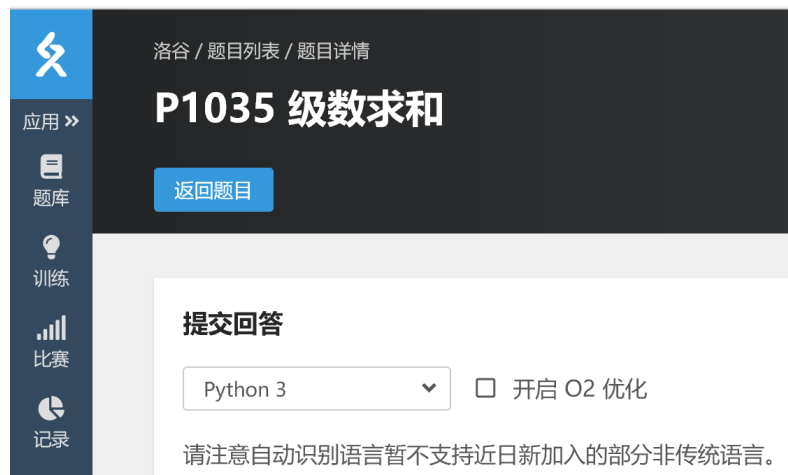 洛谷 / 题目列表 / 题目详情
P1035 级数求和
应用 »
返回题目
题库
训练
提交回答
比赛
Python 3
开启 O2 优化
记录
请注意自动识别语言暂不支持近日新加入的部分非传统语言。